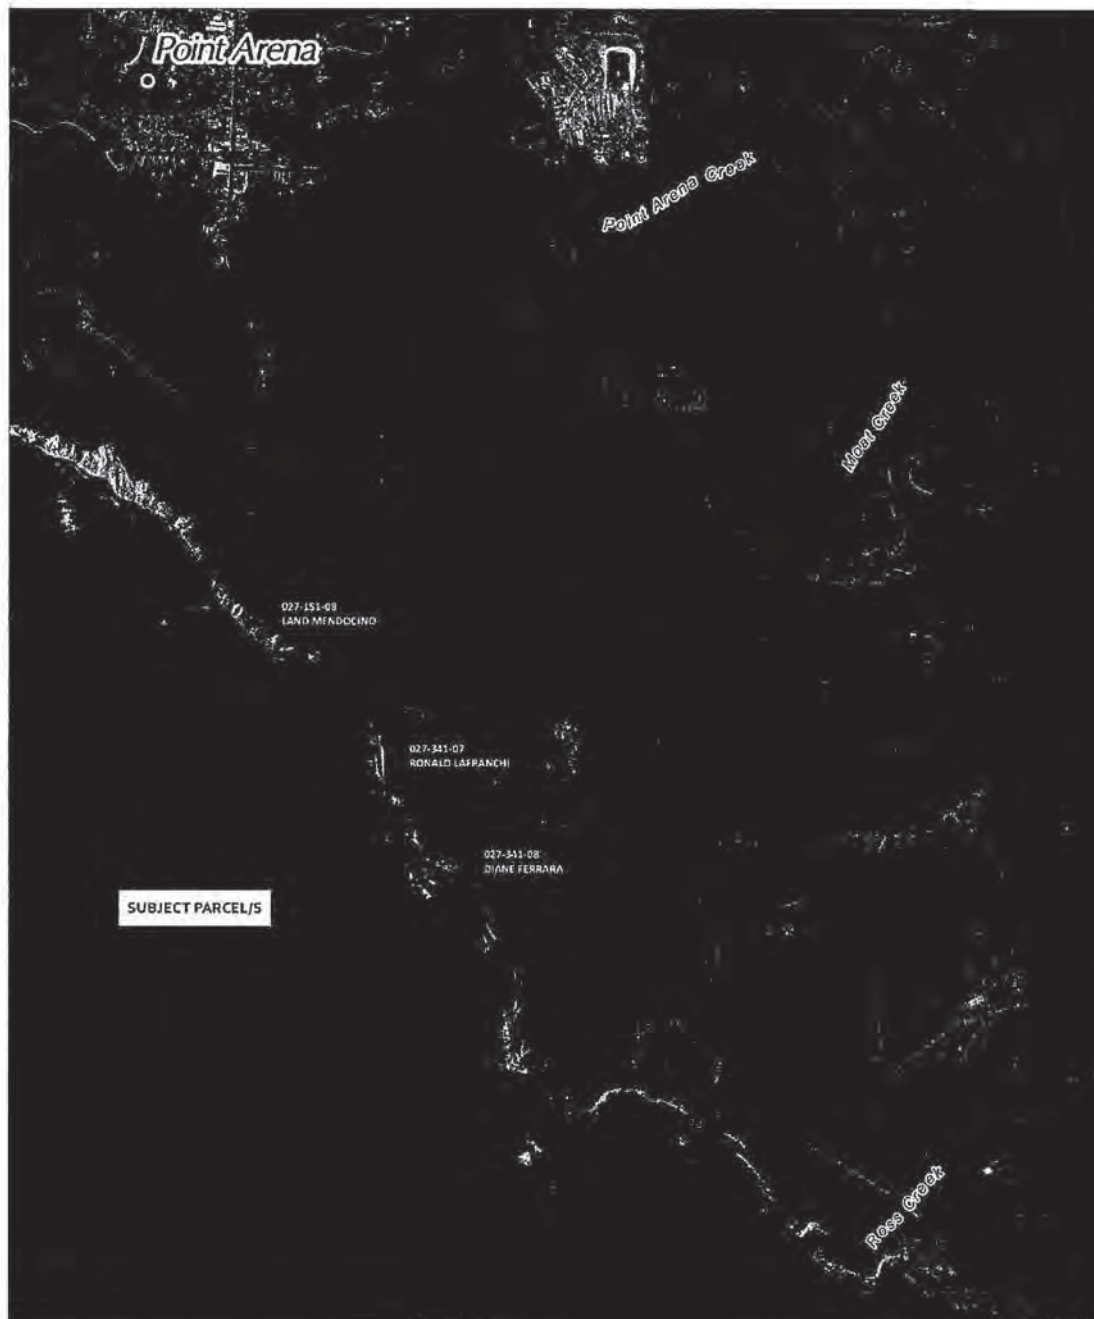 Point Arena
Point Arena Creek
Moat Creek
027-151-08
LAND MENDOCINO
027-341-07
RONALD LAFRANCHI
027-341-08
DIANE FERRARA
SUBJECT PARCEL/S
Ross Creek